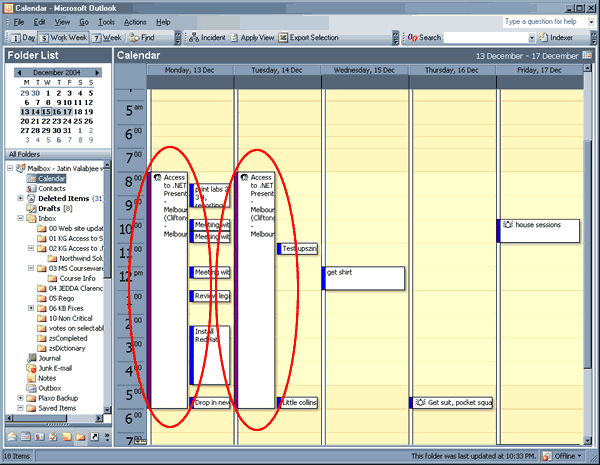 Calendar - Microsoft Outlook
File Edit View Go Tools Actions Help
Type a question for help
1 Day 5 Work Week 7 Week Find
Incident Apply View Export Selection
Search
Indexer
Folder List
Calendar
13 December - 17 December
December 2004
M T W T F S S
29 30 1 2 3 4 5
6 7 8 9 10 11 12
13 14 15 16 17 18 19
20 21 22 23 24 25 26
27 28 29 30 31 1 2
3 4 5 6 7 8 9
All Folders
Mailbox - Jatin Valabjee
Calendar
Contacts
Deleted Items (31)
Drafts [8]
Inbox
00 Web site updat
01 KG Access to S
02 KG Access to .N
Northwind Solu
03 MS Courseware
Course Info
04 JEDDA Clarenc
05 Rego
06 KB Fixes
10 Non Critical
votes on selectabl
zsCompleted
zsDictionary
Journal
Junk E-mail
Notes
Outbox
Plaxo Backup
Saved Items
Monday, 13 Dec
Tuesday, 14 Dec
Wednesday, 15 Dec
Thursday, 16 Dec
Friday, 17 Dec
5 am
6 00
7 00
8 00
9 00
10 00
11 00
12 pm
1 00
2 00
3 00
4 00
5 00
6 00
7 00
Access
to .NET
Present
-
Melbour
(Cliftons
-
Melbour
print labs 2
3 4,
reporting
Meeting wit
Meeting wit
Meeting wit
Review lega
Install
RedHat
Drop in new
Access
to .NET
Present
-
Melbour
(Cliftons
-
Melbour
Test upszin
Little collins
get shirt
Get suit, pocket squa
house sessions
18 Items
This folder was last updated at 10:33 PM.
Offline